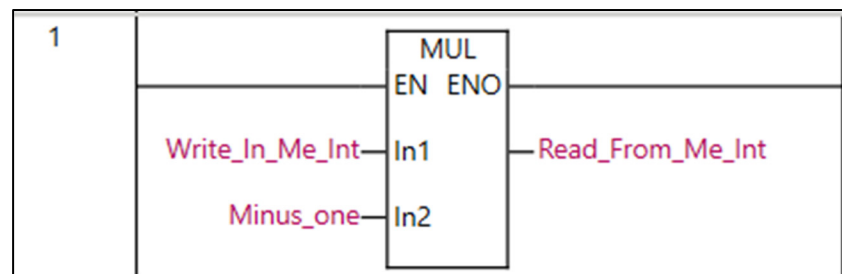 1
MUL
EN ENO
Write_In_Me_Int In1 Read_From_Me_Int
Minus_one In2